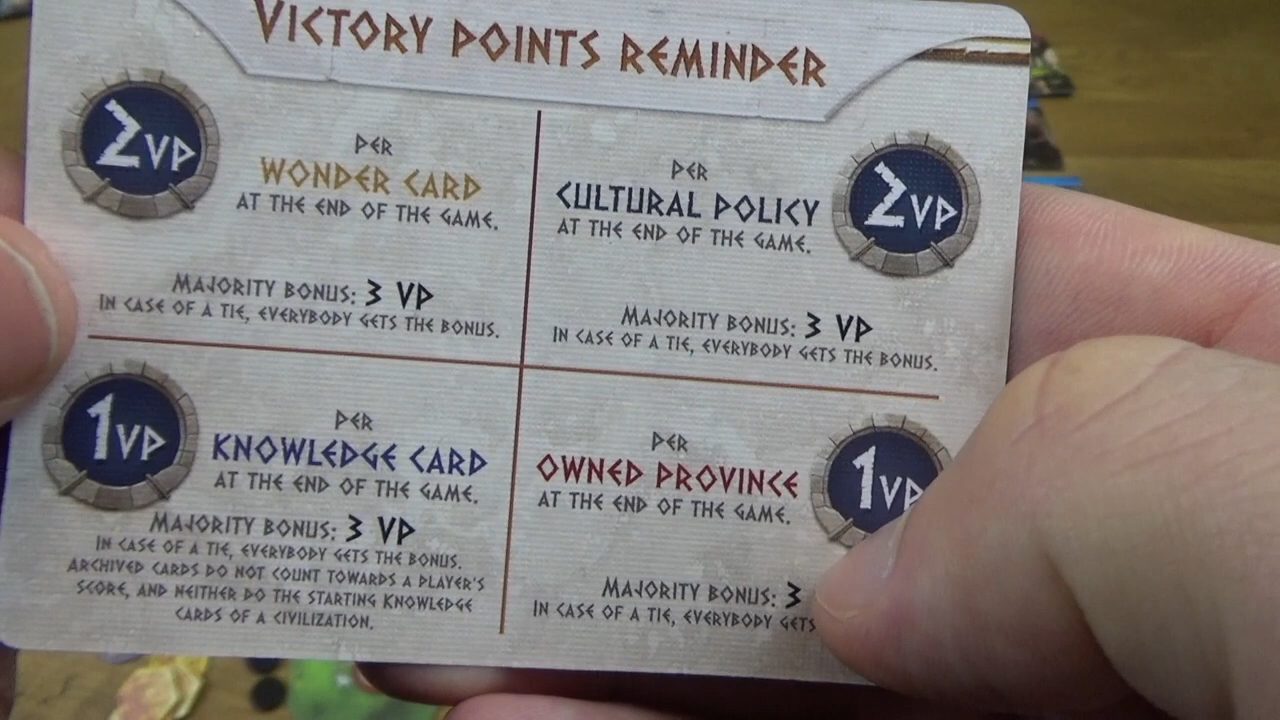 VICTORY POINTS REMINDER
2VP
PER
WONDER CARD
AT THE END OF THE GAME.
MAJORITY BONUS: 3 VP
IN CASE OF A TIE, EVERYBODY GETS THE BONUS.
PER
CULTURAL POLICY
AT THE END OF THE GAME.
2VP
MAJORITY BONUS: 3 VP
IN CASE OF A TIE, EVERYBODY GETS THE BONUS.
1VP
PER
KNOWLEDGE CARD
AT THE END OF THE GAME.
MAJORITY BONUS: 3 VP
IN CASE OF A TIE, EVERYBODY GETS THE BONUS.
ARCHIVED CARDS DO NOT COUNT TOWARDS A PLAYER'S
SCORE, AND NEITHER DO THE STARTING KNOWLEDGE
CARDS OF A CIVILIZATION.
PER
OWNED PROVINCE
AT THE END OF THE GAME.
1VP
MAJORITY BONUS: 3
IN CASE OF A TIE, EVERYBODY GETS